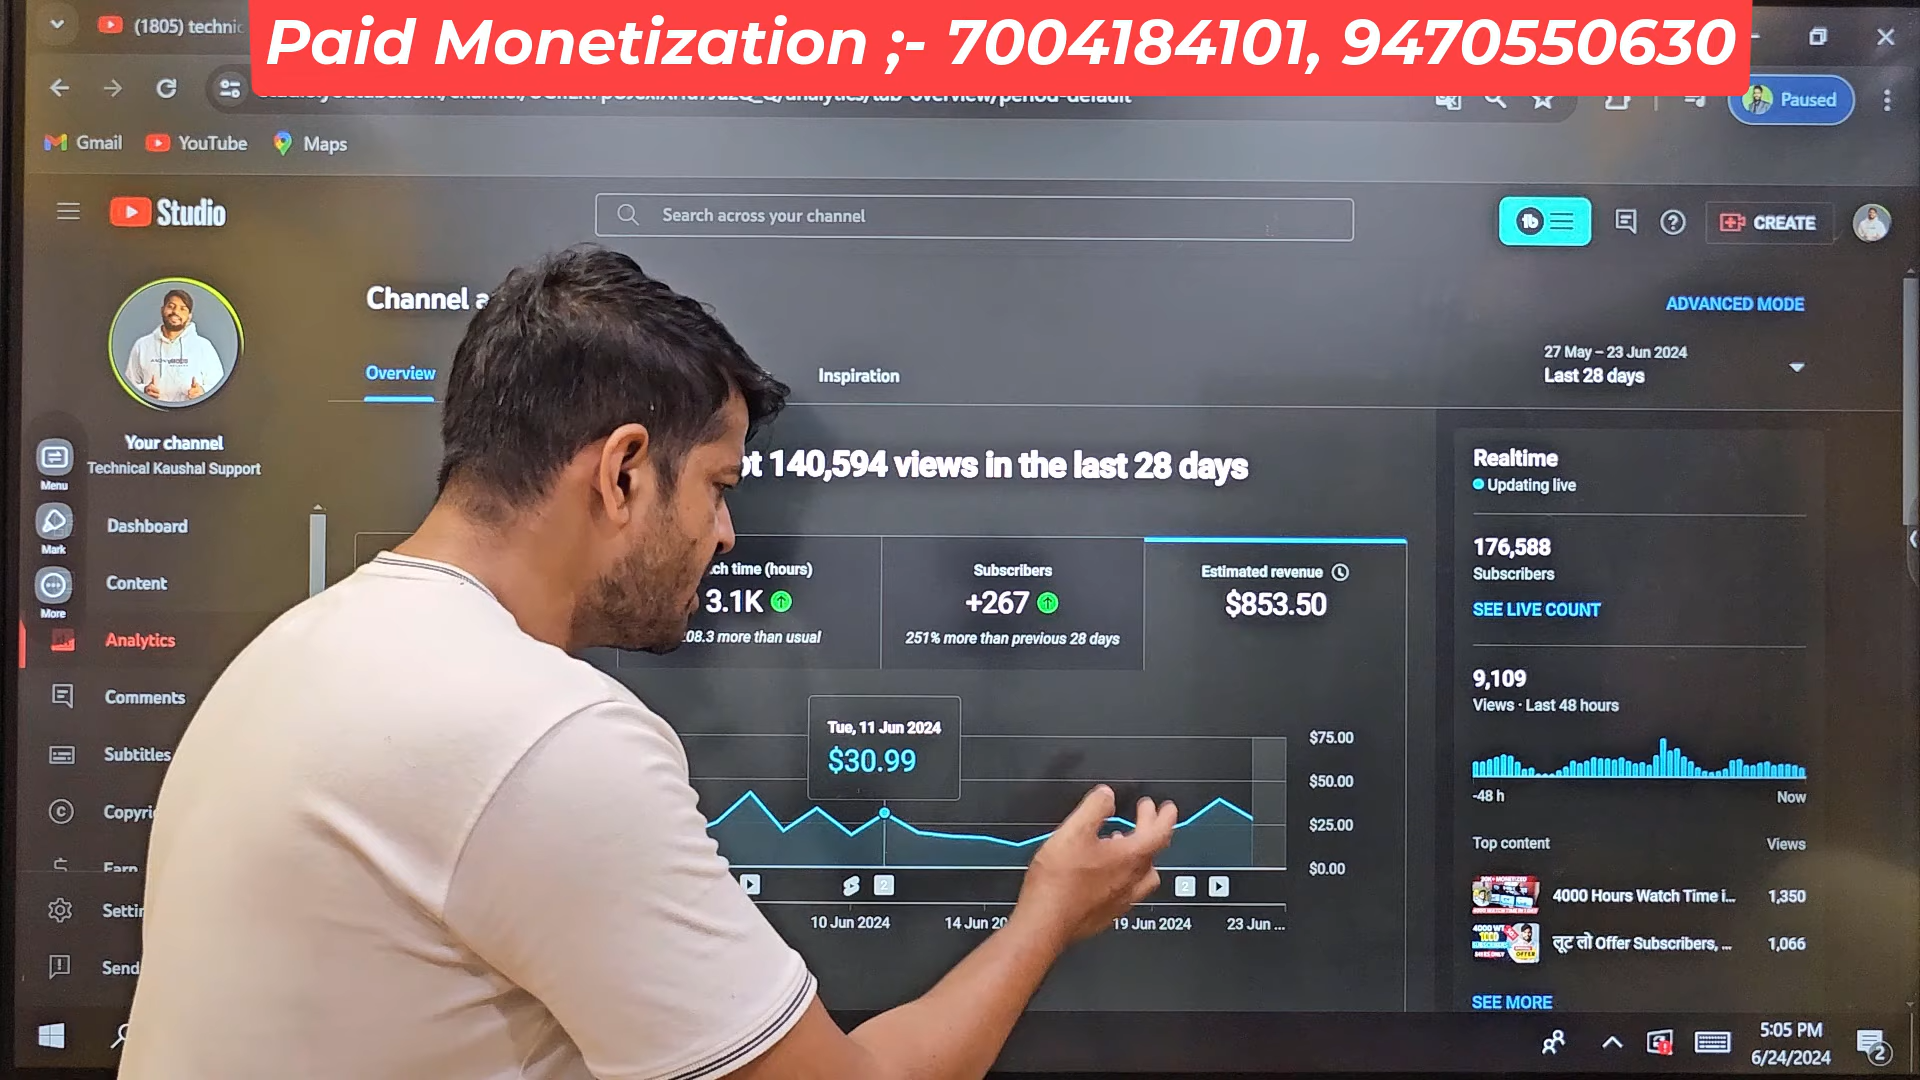 Paid Monetization ;- 7004184101, 9470550630
(1805) technic
Paused
Gmail
YouTube
Maps
Studio
Search across your channel
CREATE
Channel a
ADVANCED MODE
27 May – 23 Jun 2024
Last 28 days
Overview
Inspiration
Your channel
Technical Kaushal Support
140,594 views in the last 28 days
Realtime
Updating live
Menu
Mark
More
Dashboard
Content
Analytics
Comments
Subtitles
time (hours)
3.1K
more than usual
Subscribers
+267
251% more than previous 28 days
Estimated revenue
$853.50
176,588
Subscribers
SEE LIVE COUNT
9,109
Views · Last 48 hours
-48 h
Now
Tue, 11 Jun 2024
$30.99
$75.00
$50.00
$25.00
$0.00
2
2
10 Jun 2024
14 Jun
19 Jun 2024
23 Jun ...
Top content
Views
4000 Hours Watch Time i...
1,350
लूट लो Offer Subscribers, ...
1,066
SEE MORE
Send
5:05 PM
6/24/2024
2